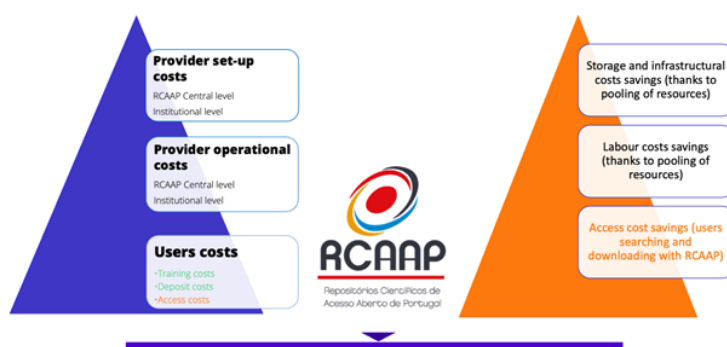 Provider set-up
costs
RCAAP Central level
Institutional level
Provider operational
costs
RCAAP Central level
Institutional level
Users costs
•Training costs
•Deposit costs
•Access costs
RCAAP
Repositórios Científicos de
Acesso Aberto de Portugal
Storage and infrastructural
costs savings (thanks to
pooling of resources)
Labour costs savings
(thanks to pooling of
resources)
Access cost savings (users
searching and
downloading with RCAAP)